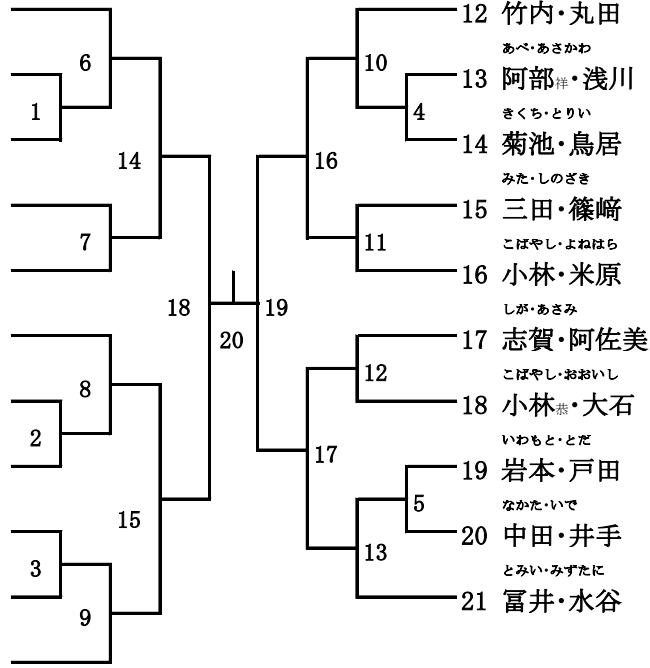 12 竹内・丸田
6
10
あべ・あさかわ
13 阿部祥・浅川
1
4
きくち・とりい
14 菊池・鳥居
14
16
みた・しのざき
15 三田・篠﨑
7
11
こばやし・よねはら
16 小林・米原
18
19
しが・あさみ
20
17 志賀・阿佐美
12
こばやし・おおいし
8
18 小林恭・大石
2
いわもと・とだ
17
19 岩本・戸田
5
なかた・いで
15
20 中田・井手
13
3
とみい・みずたに
9
21 冨井・水谷